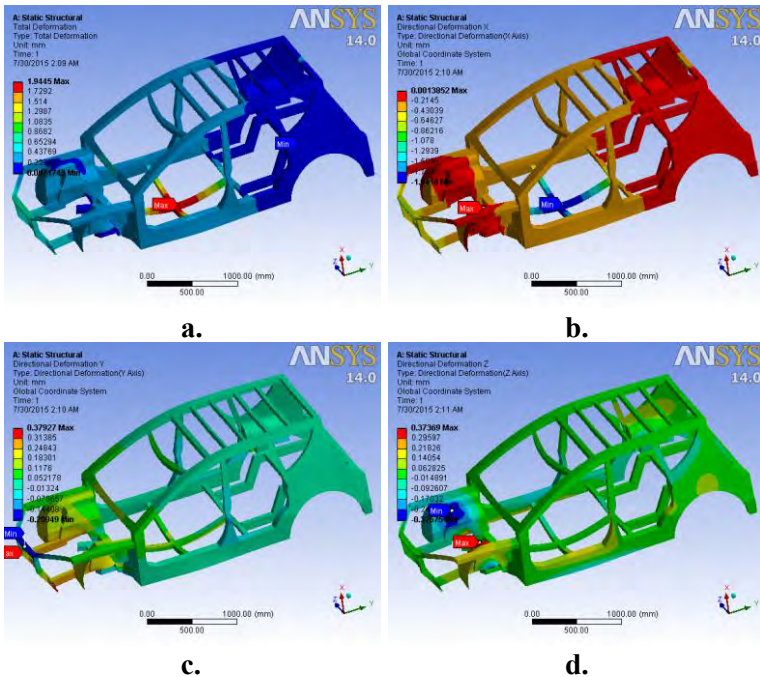 A: Static Structural
Total Deformation
Type: Total Deformation
Unit: mm
Time: 1
7/30/2015 2:09 AM
ANSYS
14.0
1.9445 Max
1.7292
1.514
1.2987
1.0835
0.8682
0.65294
0.43769
Min
Max
0.00
1000.00 (mm)
500.00
X
Y
Z
a.
A: Static Structural
Directional Deformation X
Type: Directional Deformation(X Axis)
Unit: mm
Global Coordinate System
Time: 1
7/30/2015 2:10 AM
ANSYS
14.0
0.0013852 Max
-0.2145
-0.43039
-0.64627
-0.86216
-1.078
-1.2939
Max
Min
0.00
1000.00 (mm)
500.00
X
Y
Z
b.
A: Static Structural
Directional Deformation Y
Type: Directional Deformation(Y Axis)
Unit: mm
Global Coordinate System
Time: 1
7/30/2015 2:10 AM
ANSYS
14.0
0.37927 Max
0.31385
0.24843
0.18301
0.1176
0.052178
-0.01324
Min
0.00
1000.00 (mm)
500.00
X
Y
Z
c.
A: Static Structural
Directional Deformation Z
Type: Directional Deformation(Z Axis)
Unit: mm
Global Coordinate System
Time: 1
7/30/2015 2:11 AM
ANSYS
14.0
0.37369 Max
0.29597
0.21826
0.14054
0.062825
-0.014891
-0.092607
Min
Max
0.00
1000.00 (mm)
500.00
X
Y
Z
d.